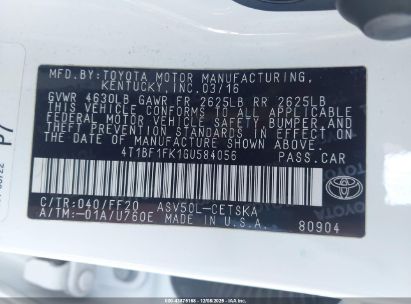 MFD.BY:TOYOTA MOTOR MANUFACTURING,
KENTUCKY,INC.03/16
GVWR 4630LB GAWR FR 2625LB RR 2625LB
THIS VEHICLE CONFORMS TO ALL APPLICABLE
FEDERAL MOTOR VEHICLE SAFETY, BUMPER,AND
THEFT PREVENTION STANDARDS IN EFFECT ON
THE DATE OF MANUFACTURE SHOWN ABOVE.
4T1BF1FK1GU584056 PASS.CAR
C/TR:040/FF20 ASV50L-CETSKA
A/TM:-01A/U760E MADE IN U.S.A.
TOYOTA
80904